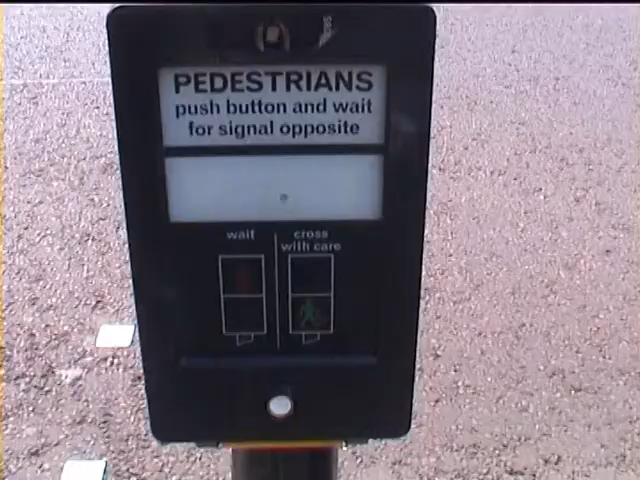 PEDESTRIANS
push button and wait
for signal opposite
wait
cross
with care